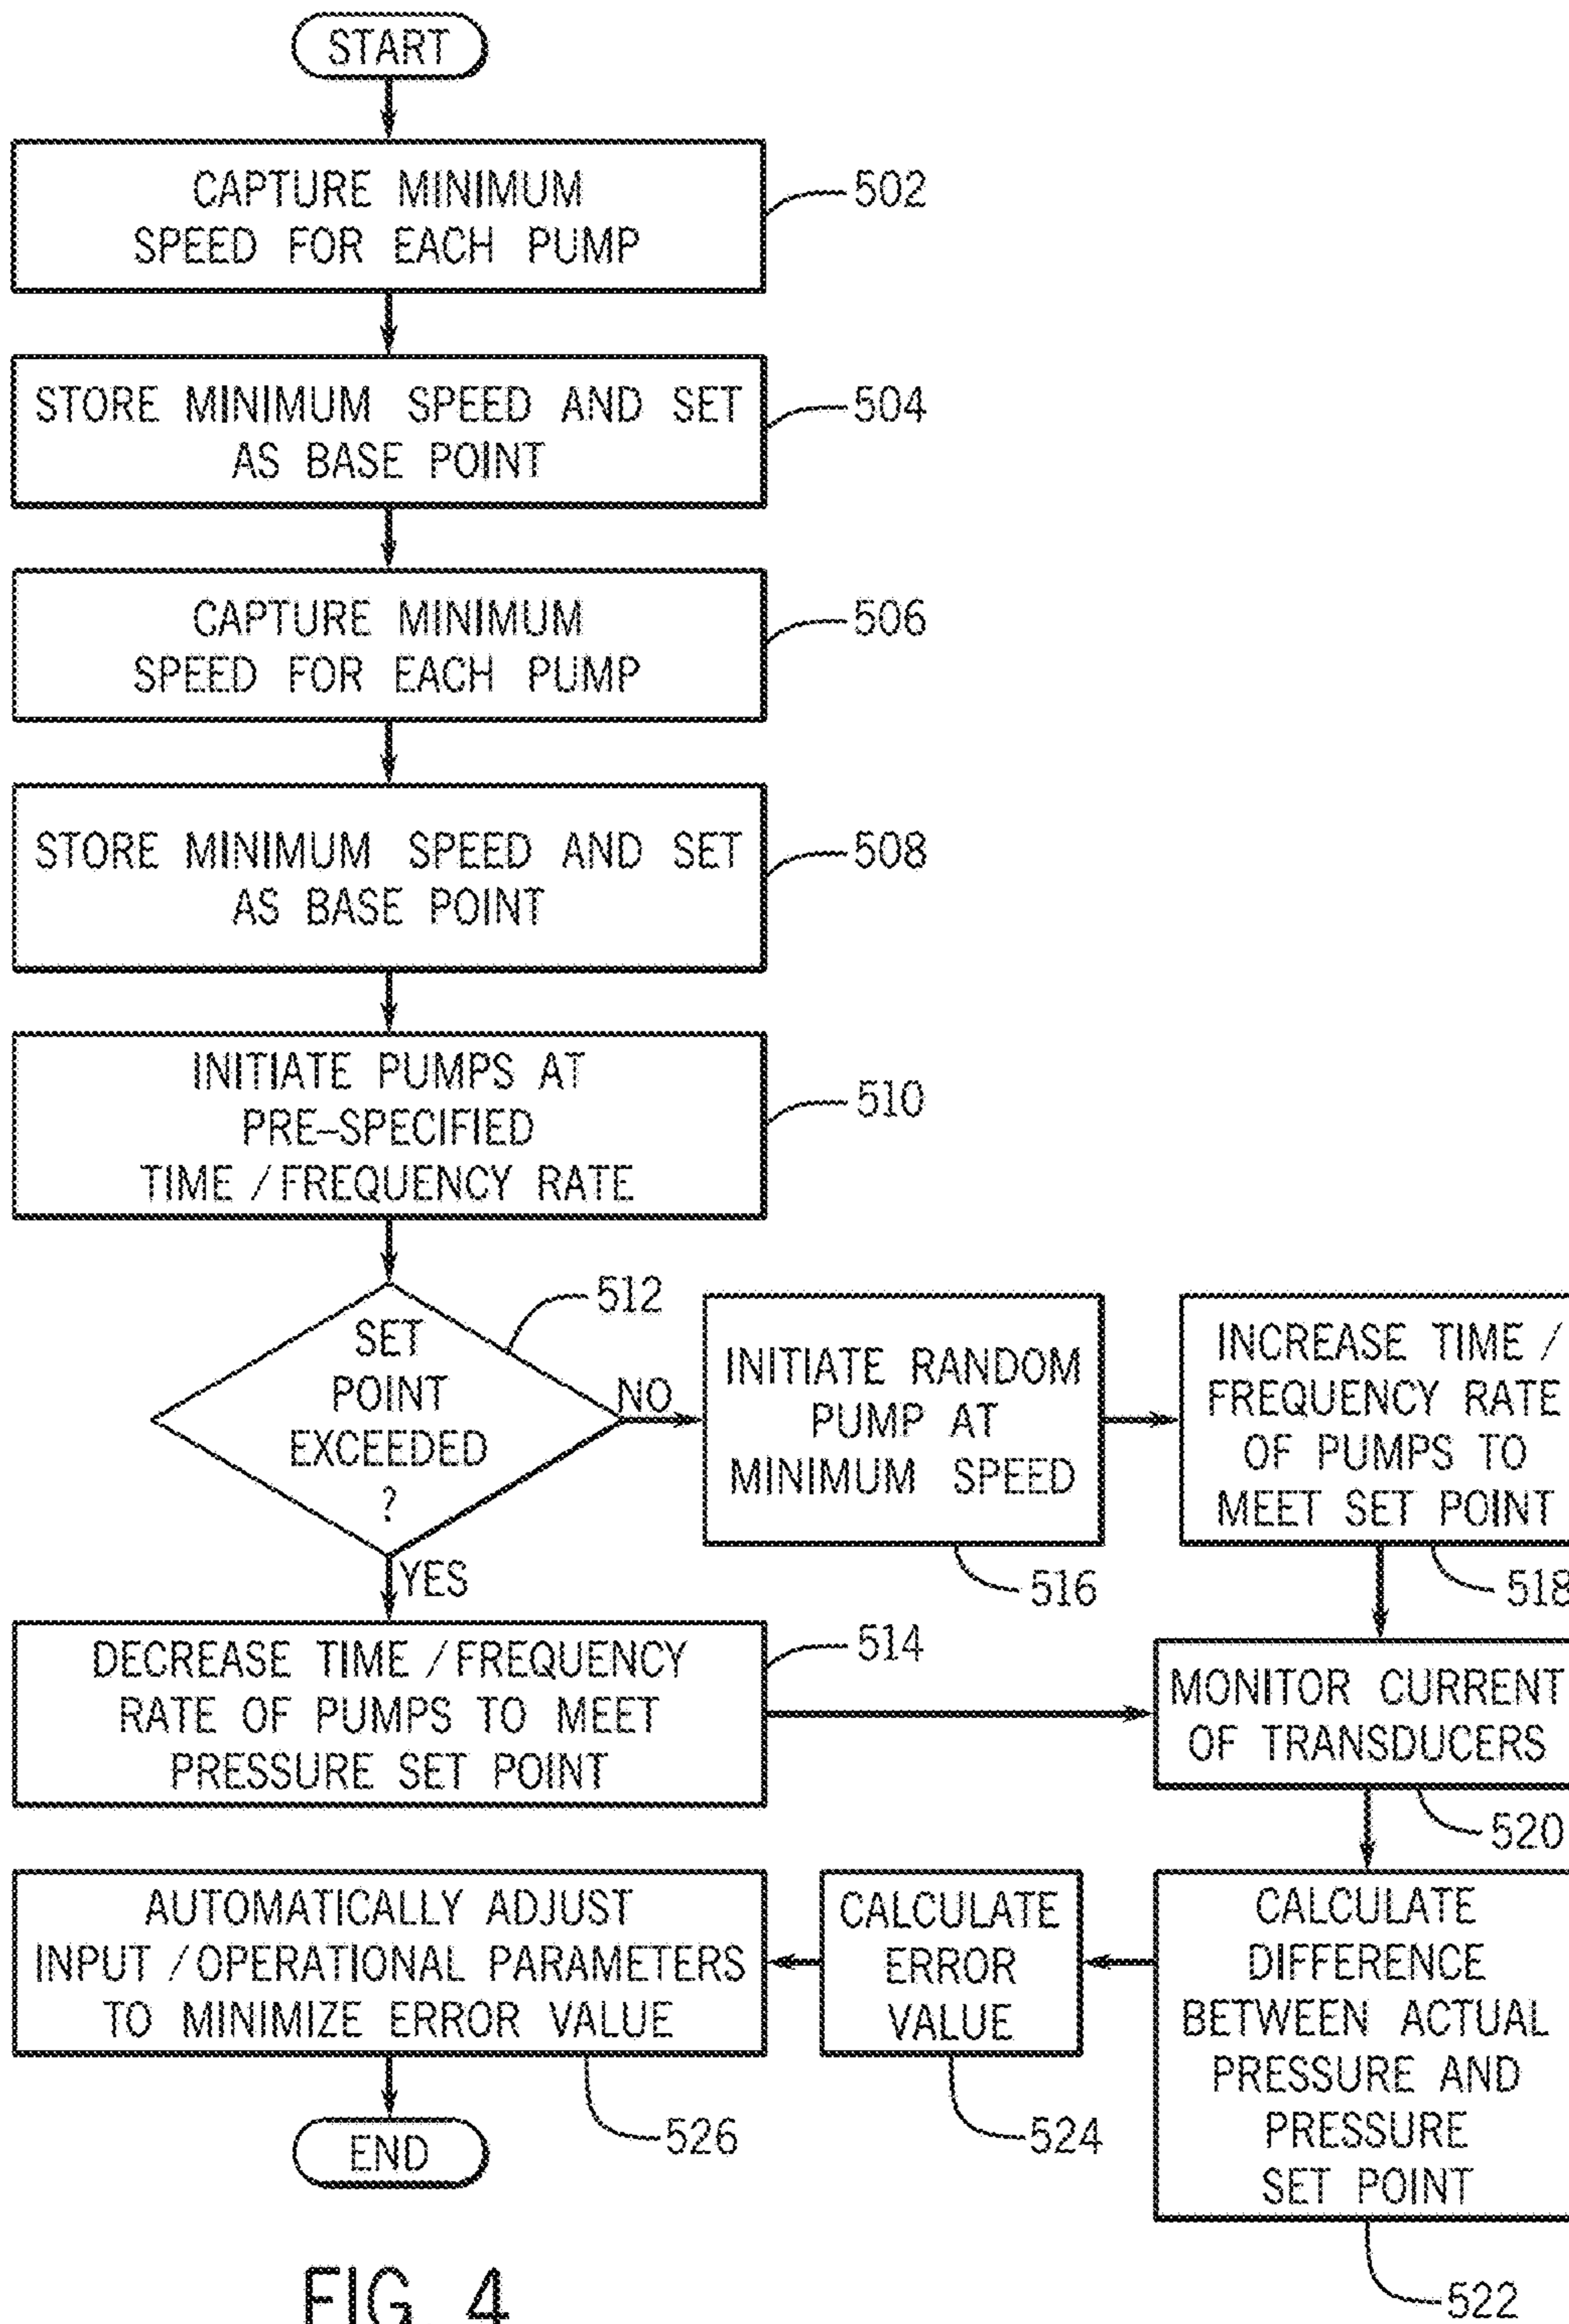 START
CAPTURE MINIMUM
SPEED FOR EACH PUMP
502
STORE MINIMUM SPEED AND SET
AS BASE POINT
504
CAPTURE MINIMUM
SPEED FOR EACH PUMP
506
STORE MINIMUM SPEED AND SET
AS BASE POINT
508
INITIATE PUMPS AT
PRE-SPECIFIED
TIME / FREQUENCY RATE
510
SET
POINT
EXCEEDED
?
512
NO
YES
INITIATE RANDOM
PUMP AT
MINIMUM SPEED
516
INCREASE TIME /
FREQUENCY RATE
OF PUMPS TO
MEET SET POINT
518
DECREASE TIME / FREQUENCY
RATE OF PUMPS TO MEET
PRESSURE SET POINT
514
MONITOR CURRENT
OF TRANSDUCERS
520
CALCULATE
DIFFERENCE
BETWEEN ACTUAL
PRESSURE AND
PRESSURE
SET POINT
522
CALCULATE
ERROR
VALUE
524
AUTOMATICALLY ADJUST
INPUT / OPERATIONAL PARAMETERS
TO MINIMIZE ERROR VALUE
526
END
FIG. 4